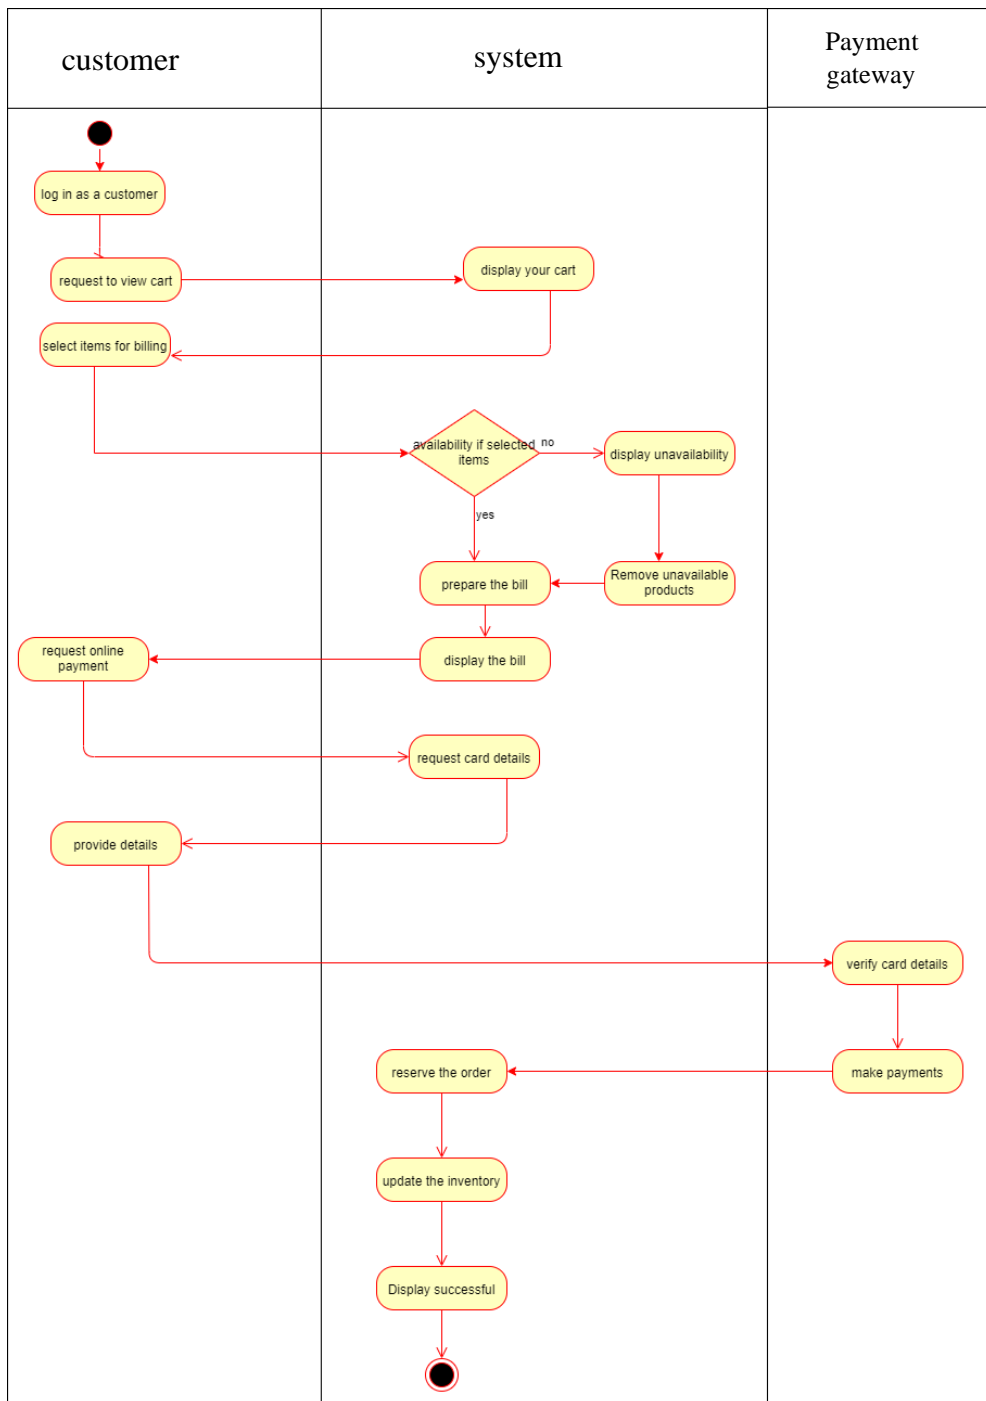 customer
system
Payment
gateway
log in as a customer
request to view cart
display your cart
select items for billing
availability if selected
items
no
display unavailability
yes
prepare the bill
Remove unavailable
products
request online
payment
display the bill
request card details
provide details
verify card details
reserve the order
make payments
update the inventory
Display successful